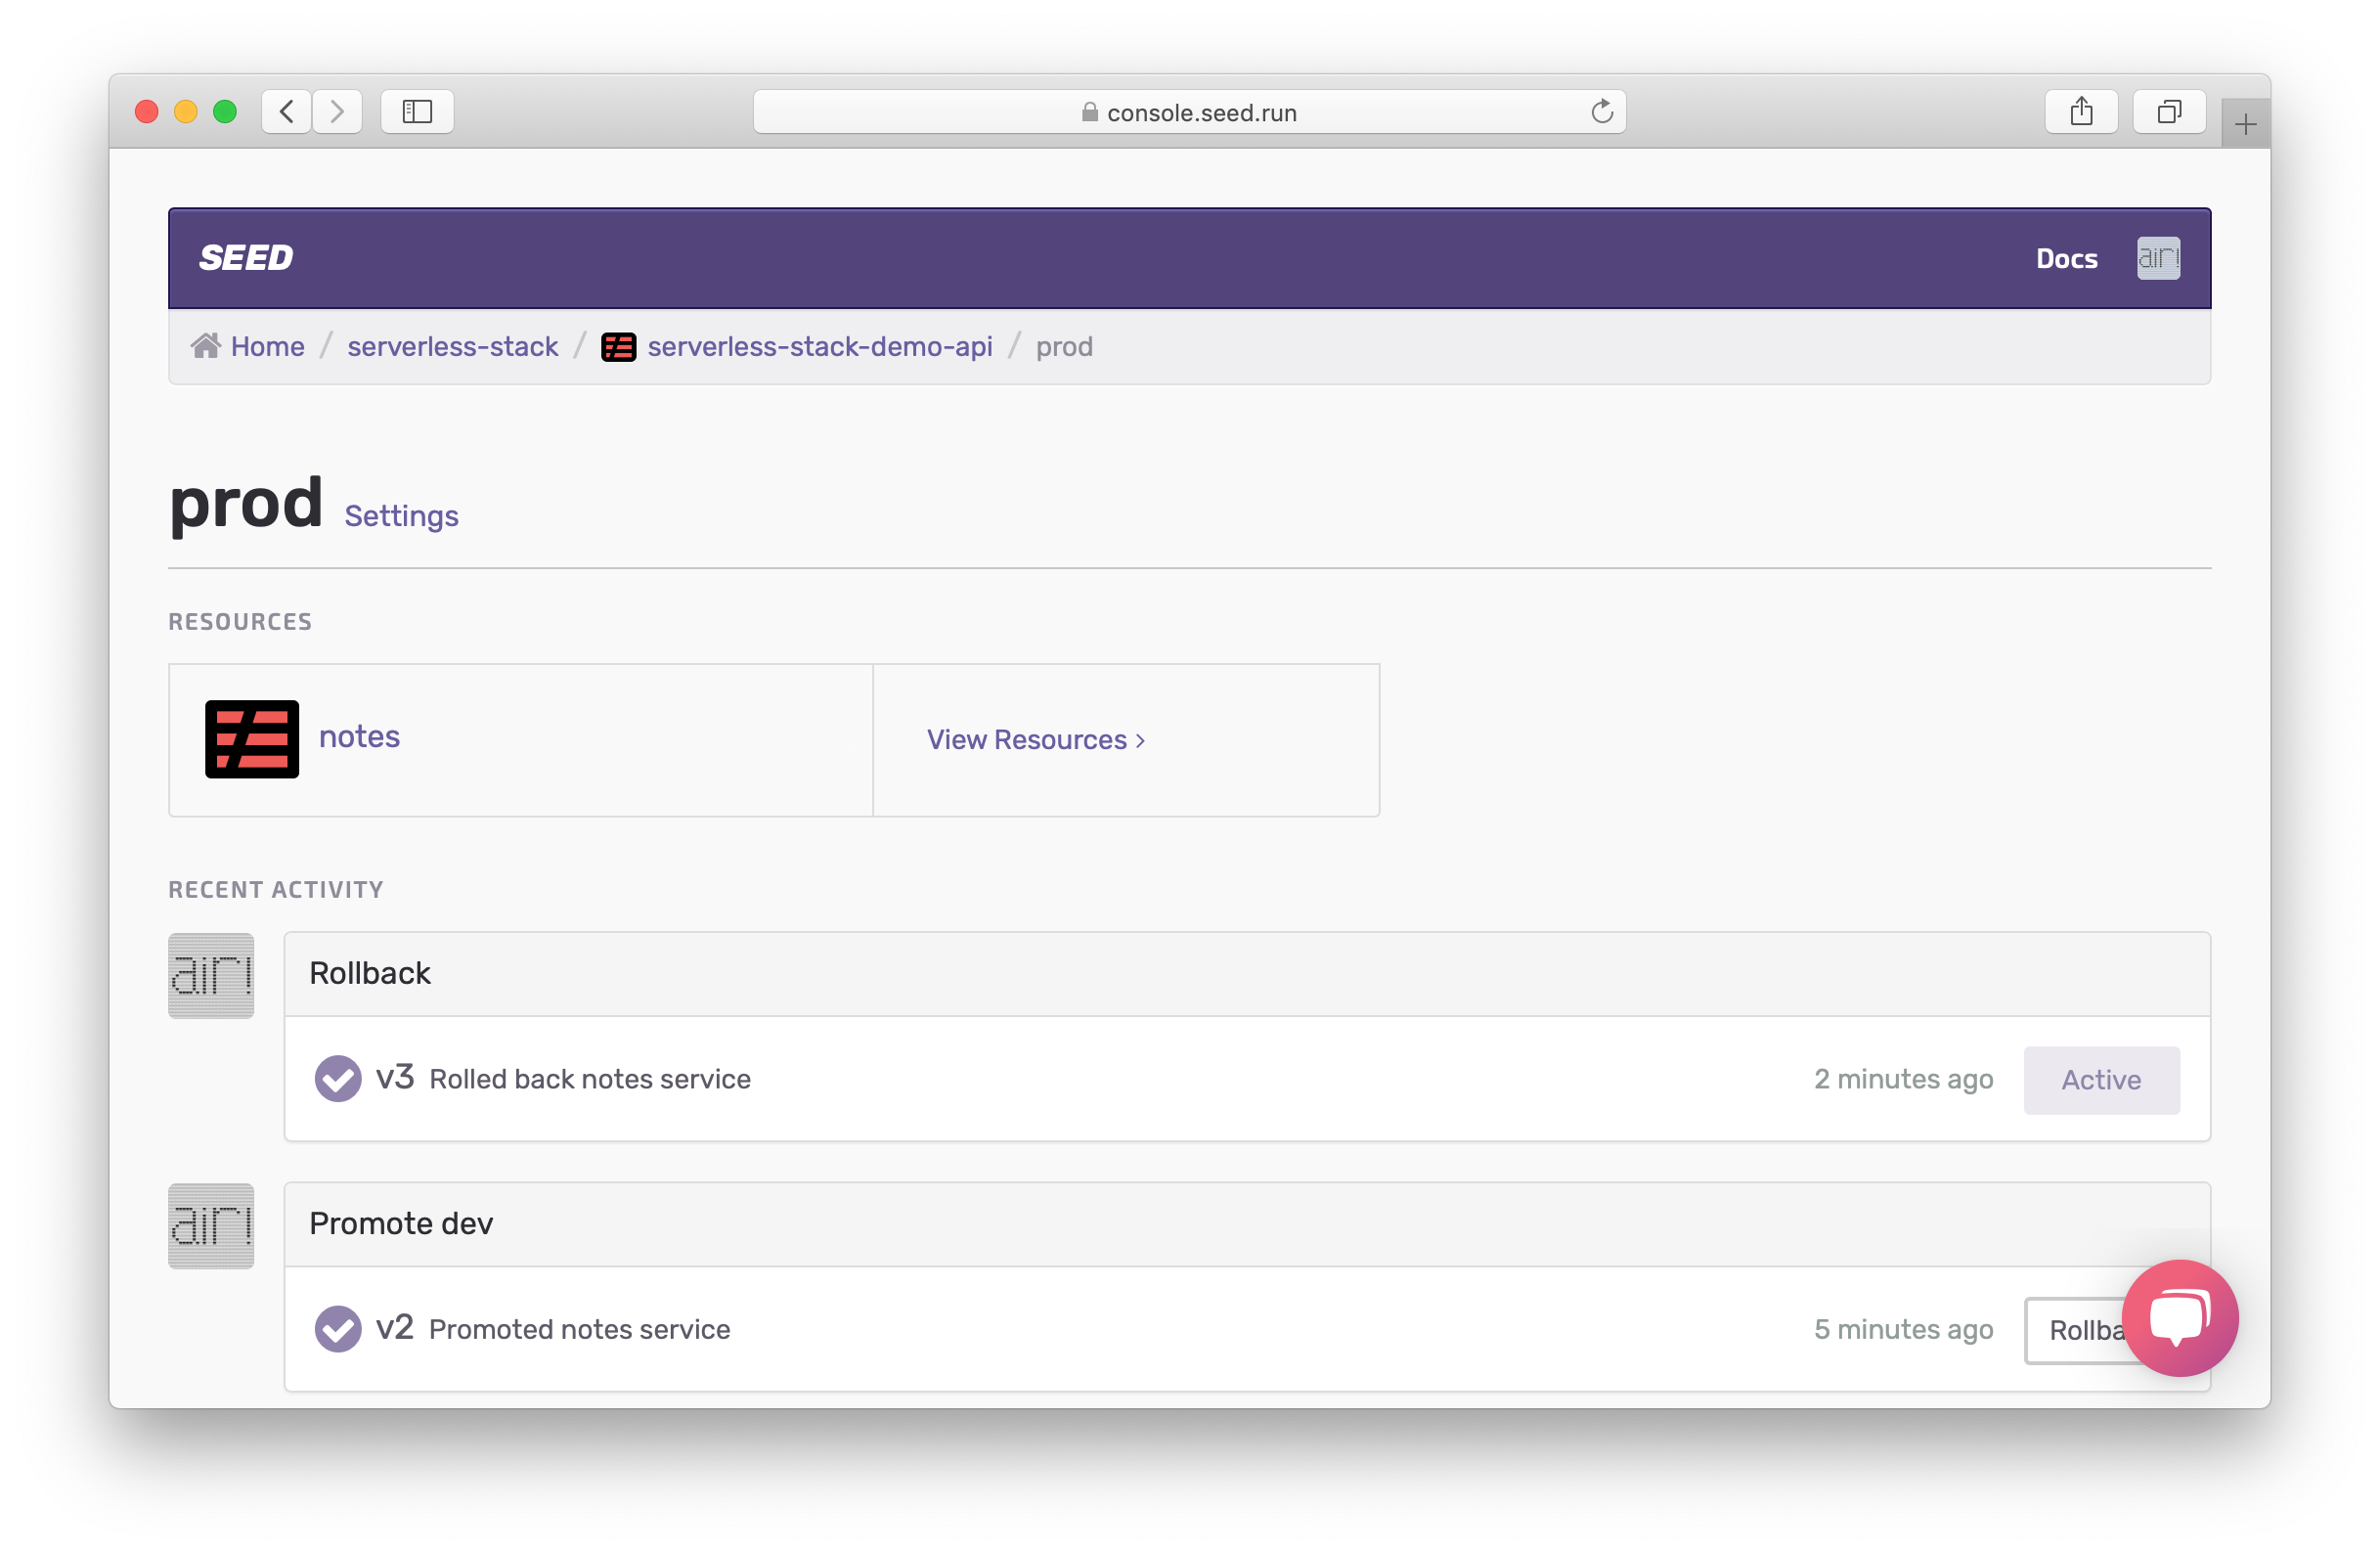 console.seed.run
SEED
Docs
Home / serverless-stack / serverless-stack-demo-api / prod
prod Settings
RESOURCES
notes
View Resources ›
RECENT ACTIVITY
air!
Rollback
v3 Rolled back notes service
2 minutes ago
Active
air!
Promote dev
v2 Promoted notes service
5 minutes ago